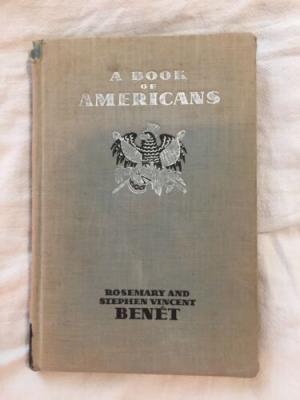 A BOOK
OF
AMERICANS
ROSEMARY AND
STEPHEN VINCENT
BENÉT